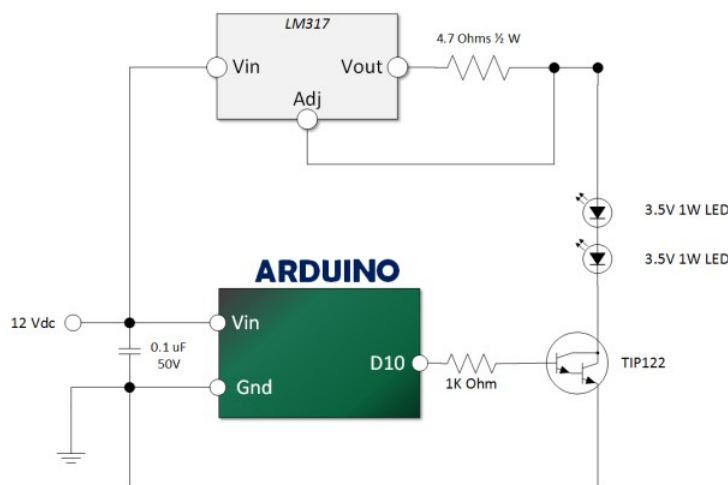 LM317
Vin
Vout
Adj
4.7 Ohms ½ W
3.5V 1W LED
3.5V 1W LED
ARDUINO
12 Vdc
Vin
0.1 uF
50V
Gnd
D10
1K Ohm
TIP122